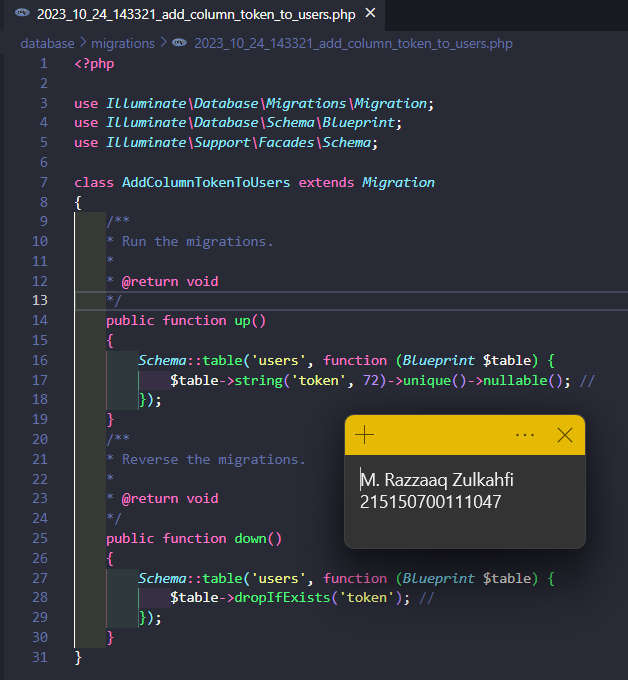 2023_10_24_143321_add_column_token_to_users.php ×
database > migrations > 2023_10_24_143321_add_column_token_to_users.php
1 <?php
2
3 use Illuminate\Database\Migrations\Migration;
4 use Illuminate\Database\Schema\Blueprint;
5 use Illuminate\Support\Facades\Schema;
6
7 class AddColumnTokenToUsers extends Migration
8 {
9 /**
10 * Run the migrations.
11 *
12 * @return void
13 */
14 public function up()
15 {
16 Schema::table('users', function (Blueprint $table) {
17 $table->string('token', 72)->unique()->nullable(); //
18 });
19 }
20 /**
21 * Reverse the migrations.
22 *
23 * @return void
24 */
25 public function down()
26 {
27 Schema::table('users', function (Blueprint $table) {
28 $table->dropIfExists('token'); //
29 });
30 }
31 }
M. Razzaaq Zulkahfi
215150700111047